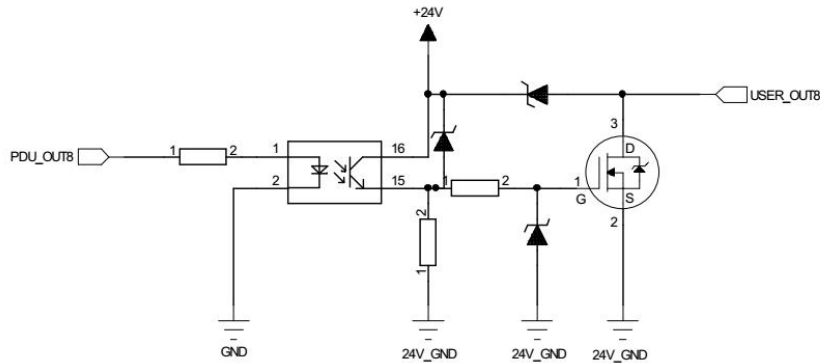 +24V
USER_OUT8
3
D
PDU_OUT8
1
2
1
16
2
15
1
2
1
G
S
2
2
1
GND
24V_GND
24V_GND
24V_GND